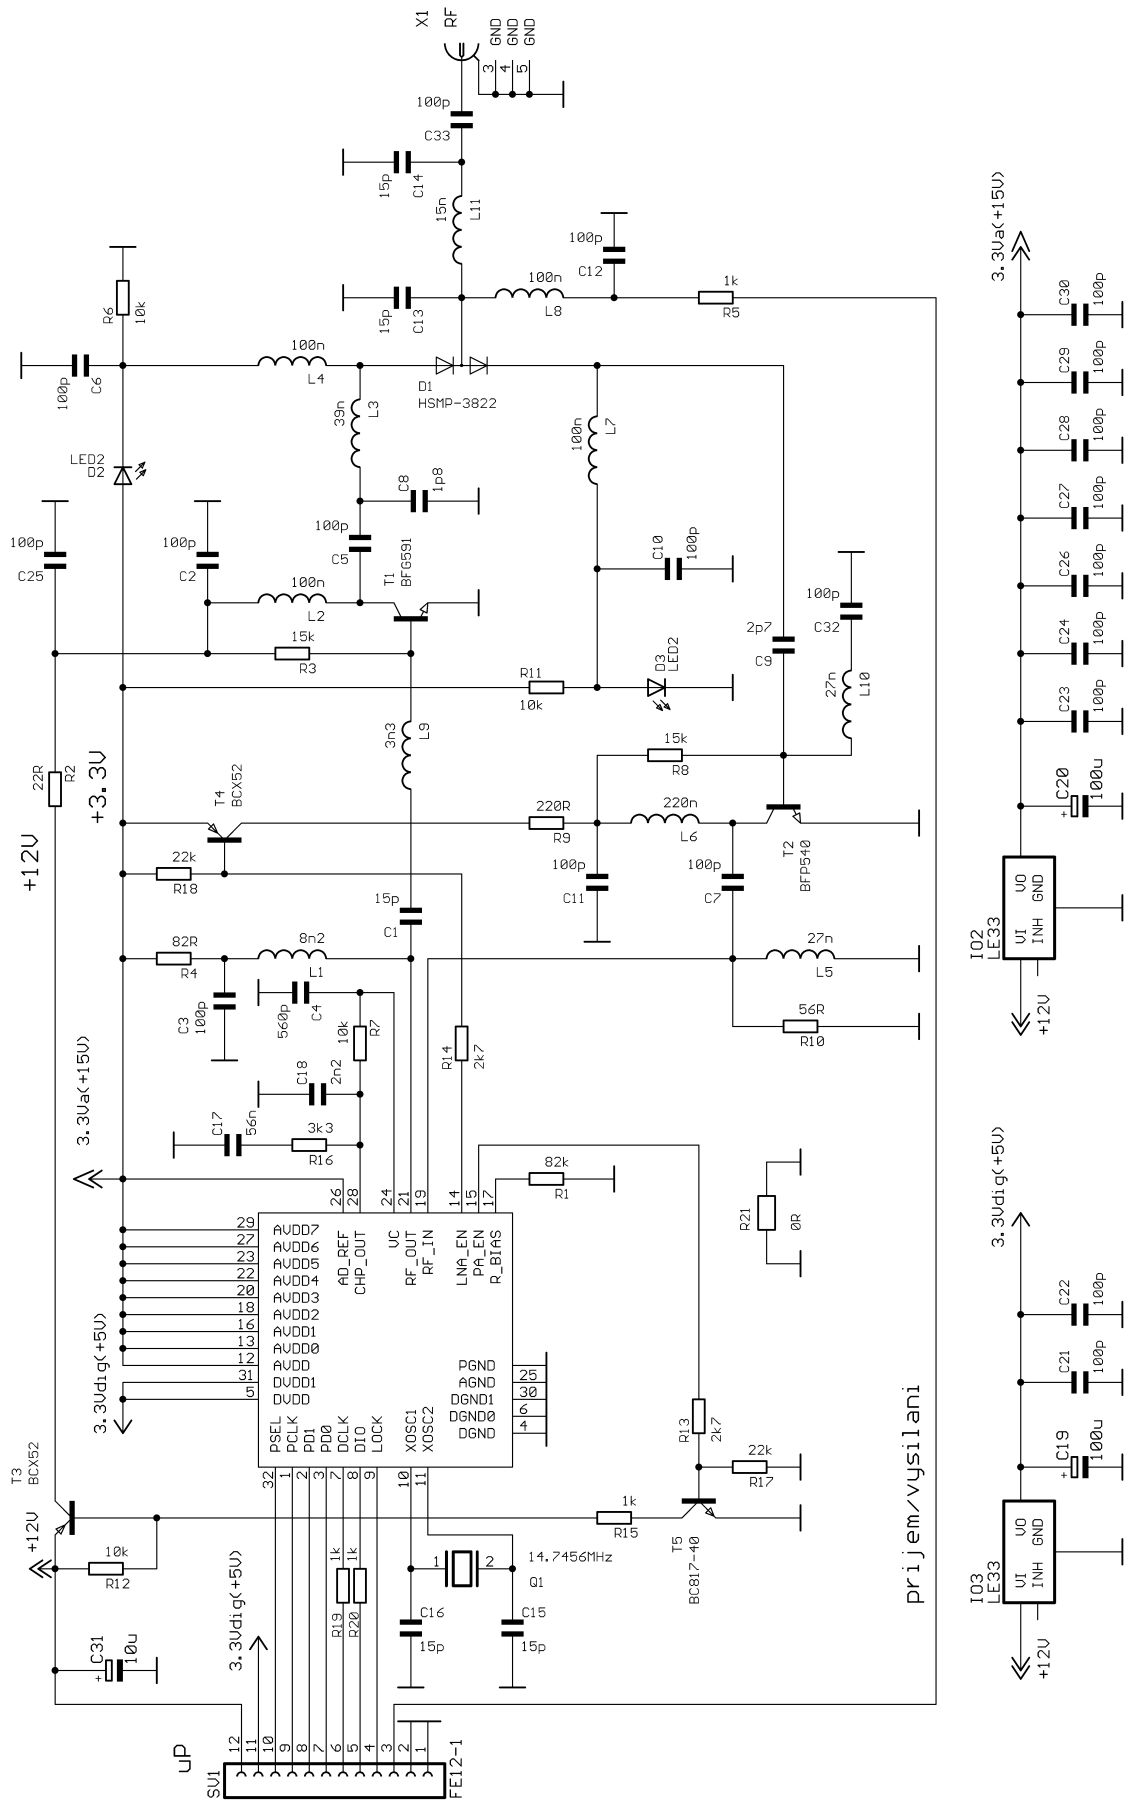 X1
RF
GND
GND
GND
3
4
5
100p
C33
15p
C14
15n
L11
100p
C12
15p
C13
100n
L8
1k
R5
R6
10k
100p
C6
100n
L4
D1
HSMP-3822
39n
L3
100n
L7
LED2
D2
C8
1p8
100p
C25
100p
C2
100p
C5
T1
BFG591
C10
100p
100n
L2
100p
C32
15k
R3
2p7
C9
D3
LED2
R11
10k
27n
L10
3n3
L9
22R
R2
+3.3V
15k
R8
T4
BCX52
+12V
220R
R9
220n
L6
T2
BFP540
22k
R18
100p
C11
100p
C7
15p
C1
82R
R4
8n2
L1
27n
L5
C3
100p
560p
C4
10k
R7
R14
2k7
56R
R10
3.3Va(+15V)
C18
2n2
C17
56n
3k3
R16
82k
R1
R21
0R
26
28
24
21
19
14
15
17
AD_REF
CHP_OUT
VC
RF_OUT
RF_IN
LNA_EN
PA_EN
R_BIAS
29
AVDD7
27
AVDD6
23
AVDD5
22
AVDD4
20
AVDD3
18
AVDD2
16
AVDD1
13
AVDD0
12
AVDD
31
DVDD1
5
DVDD
PGND
AGND
25
DGND1
30
DGND0
6
DGND
4
3.3Vdig(+5V)
PSEL
PCLK
PD1
PD0
DCLK
DIO
LOCK
XOSC1
XOSC2
32
1
2
3
7
8
9
10
11
R13
2k7
22k
R17
T3
BCX52
+12V
10k
R12
1k
R15
T5
BC817-40
prijem/vysilani
1k
1k
R19
R20
1
2
14.7456MHz
Q1
C16
15p
C15
15p
3.3Vdig(+5V)
C31
10u
+
uP
SV1
12
11
10
9
8
7
6
5
4
3
2
1
FE12-1
3.3Va(+15V)
C30
100p
C29
100p
C28
100p
C27
100p
C26
100p
C24
100p
C23
100p
C20
100u
+
IO2
LE33
VI
VO
INH
GND
+12V
3.3Vdig(+5V)
C22
100p
C21
100p
C19
100u
+
IO3
LE33
VI
VO
INH
GND
+12V